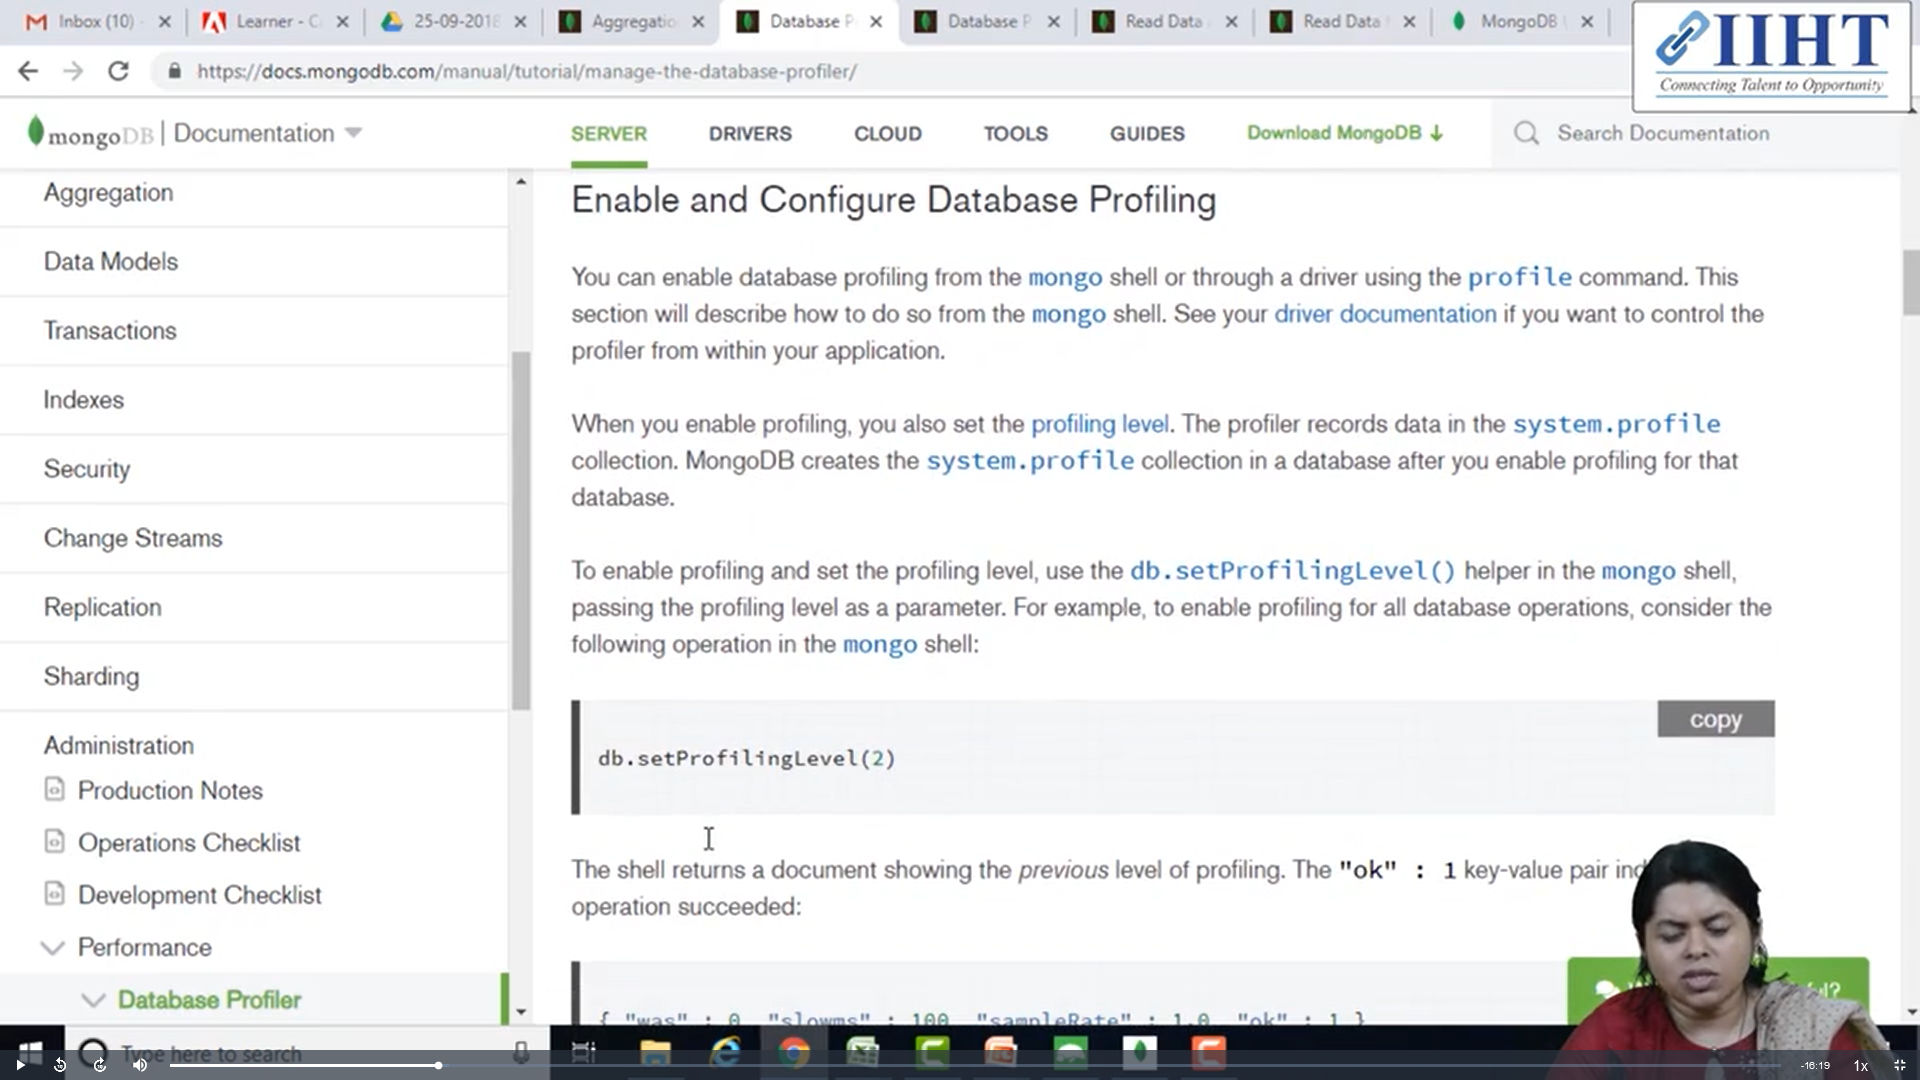 Inbox (10) -
Learner - C
25-09-2018
Aggregatio
Database P
Database P
Read Data
Read Data
MongoDB
IIHT
Connecting Talent to Opportunity
https://docs.mongodb.com/manual/tutorial/manage-the-database-profiler/
mongoDB | Documentation
SERVER
DRIVERS
CLOUD
TOOLS
GUIDES
Download MongoDB
Search Documentation
Aggregation
Data Models
Transactions
Indexes
Security
Change Streams
Replication
Sharding
Administration
Production Notes
Operations Checklist
Development Checklist
Performance
Database Profiler
Enable and Configure Database Profiling
You can enable database profiling from the mongo shell or through a driver using the profile command. This
section will describe how to do so from the mongo shell. See your driver documentation if you want to control the
profiler from within your application.
When you enable profiling, you also set the profiling level. The profiler records data in the system.profile
collection. MongoDB creates the system.profile collection in a database after you enable profiling for that
database.
To enable profiling and set the profiling level, use the db.setProfilingLevel() helper in the mongo shell,
passing the profiling level as a parameter. For example, to enable profiling for all database operations, consider the
following operation in the mongo shell:
copy
db.setProfilingLevel(2)
The shell returns a document showing the previous level of profiling. The "ok" : 1 key-value pair ind
operation succeeded:
{ "was" : 0, "slowms" : 100, "sampleRate" : 1.0, "ok" : 1 }
Type here to search
-16:19
1x